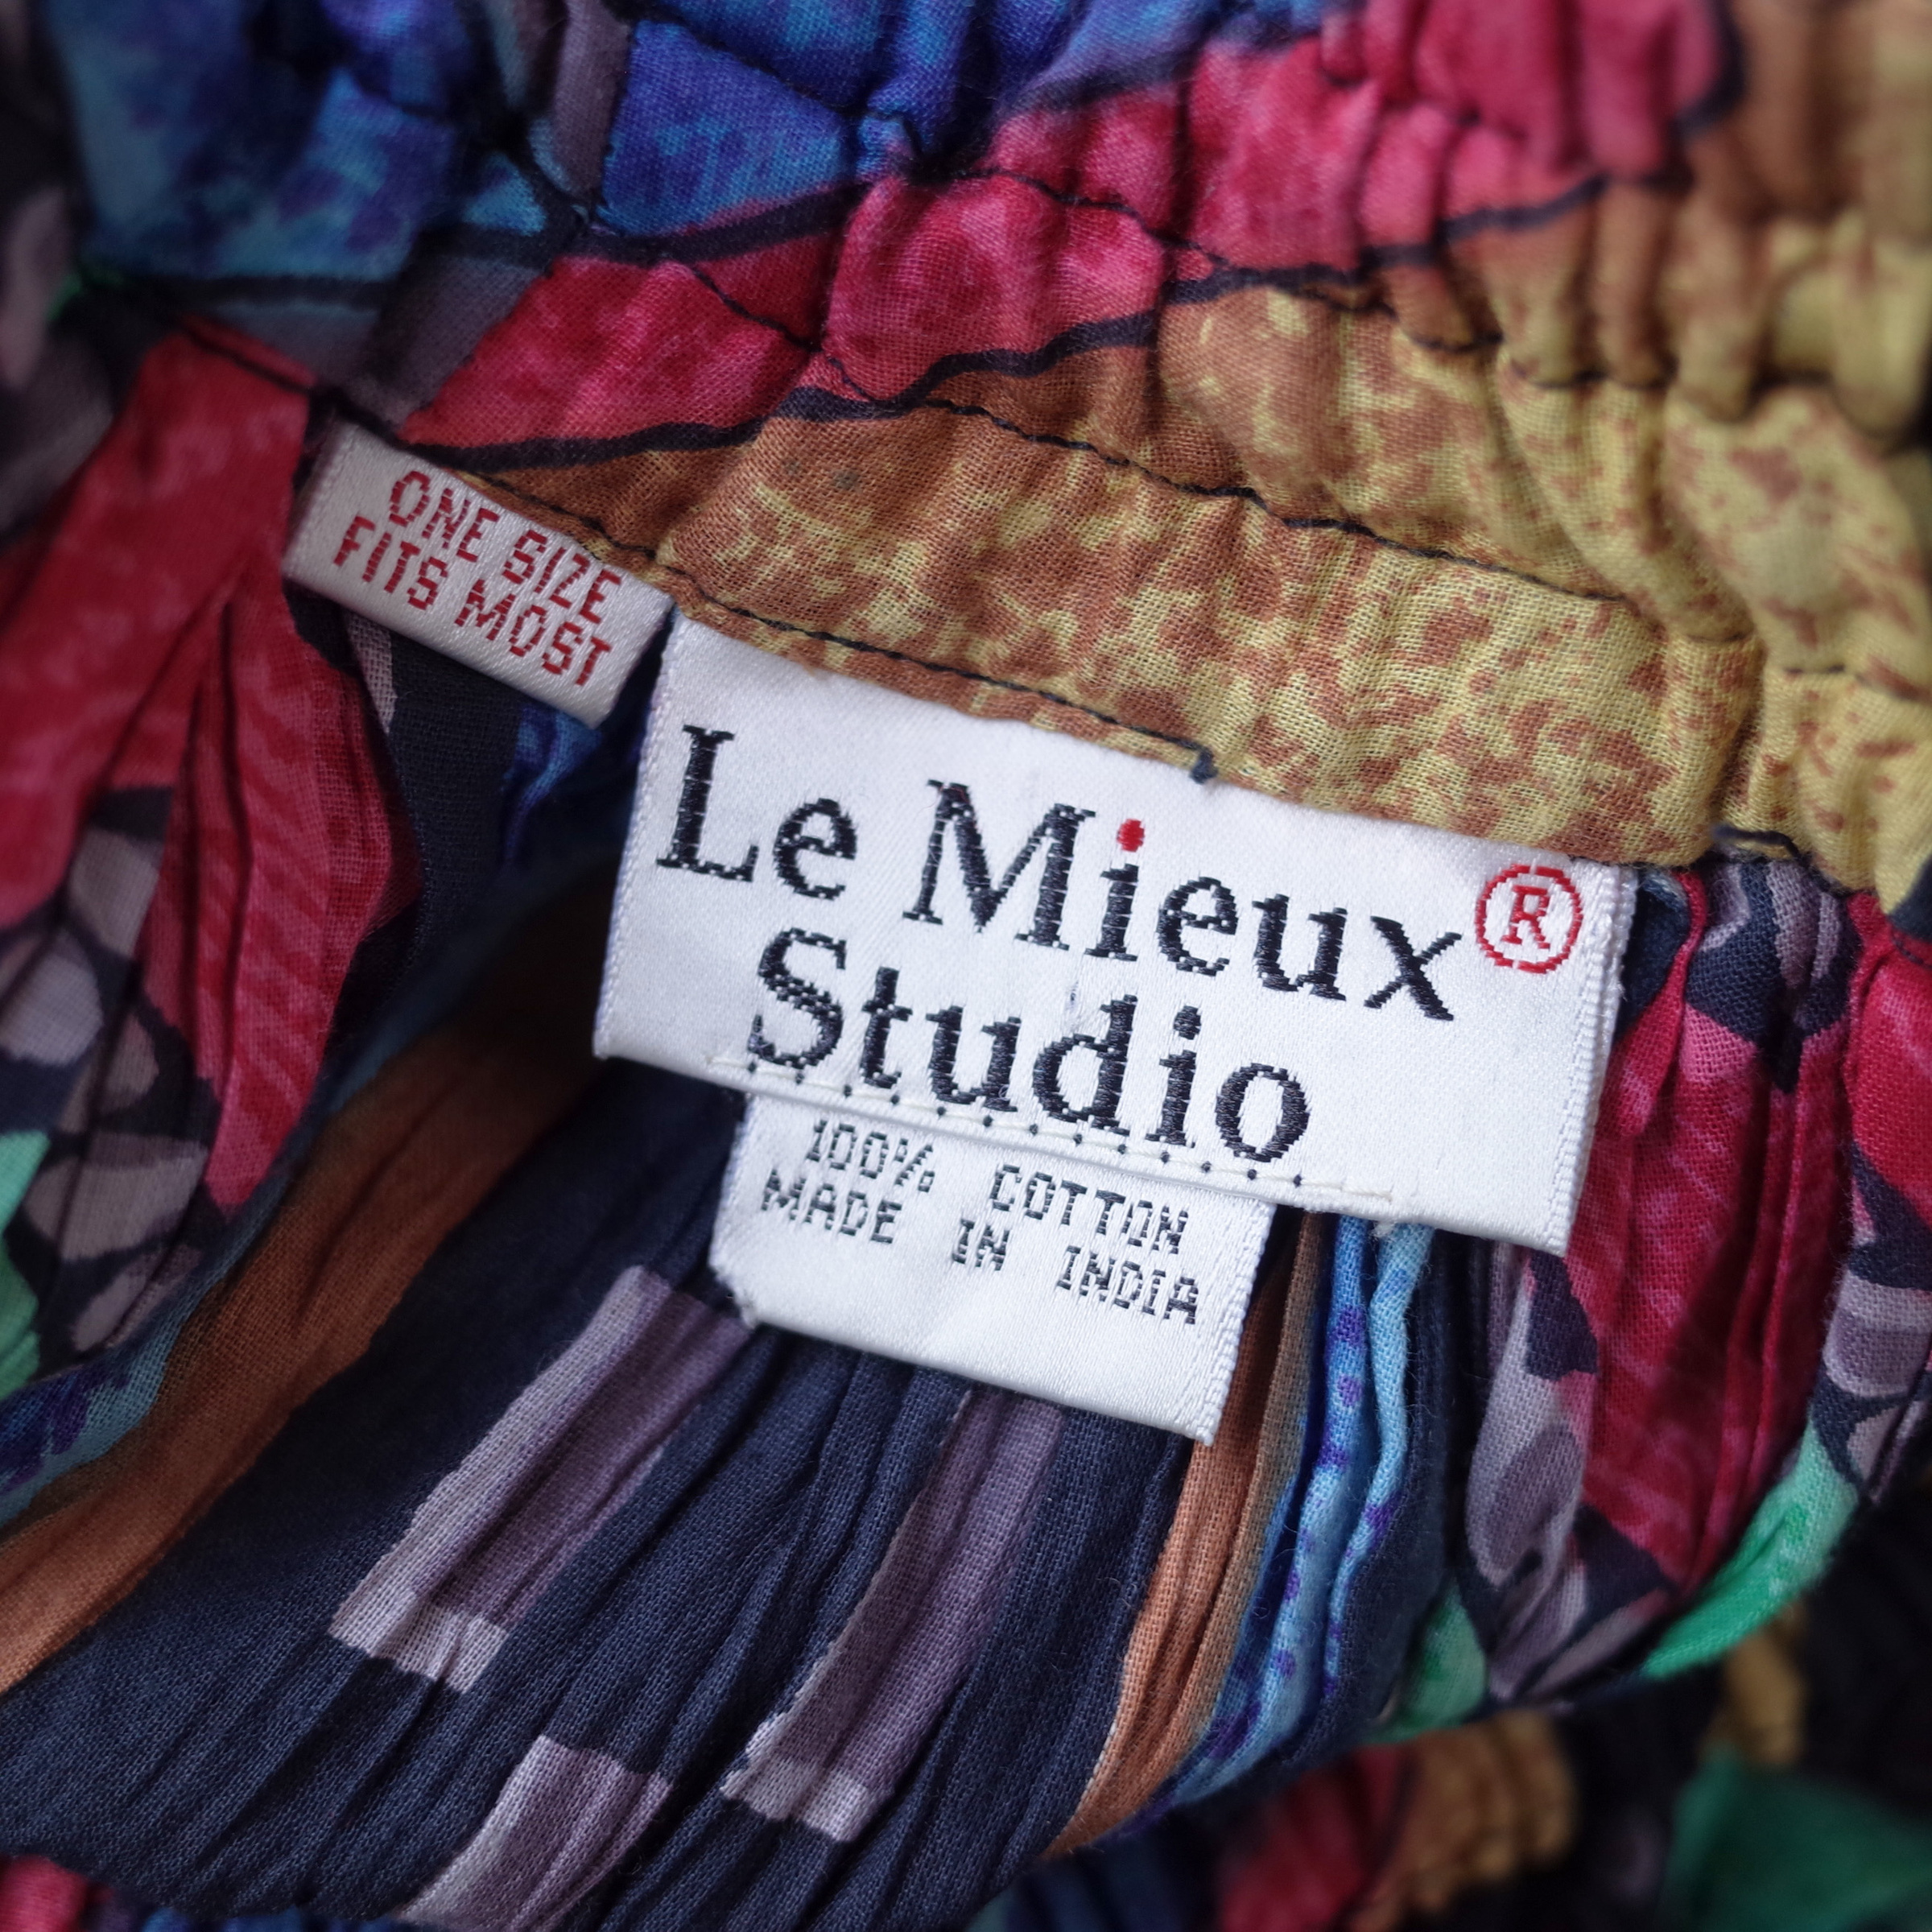 ONE SIZE
FITS MOST
Le Mieux®
Studio
100% COTTON
MADE IN INDIA